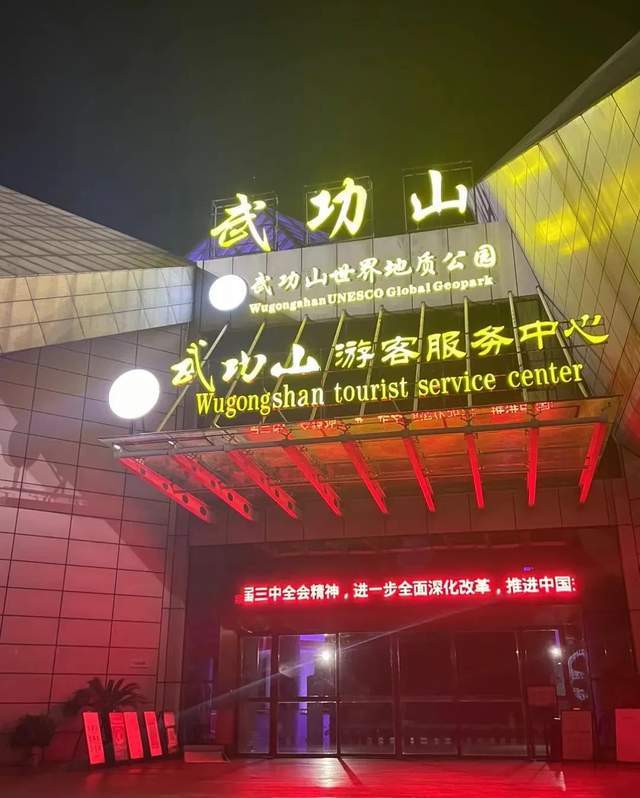 武功山
武功山世界地质公园
Wugongshan UNESCO Global Geopark
武功山游客服务中心
Wugongshan tourist service center
届三中全会精神，进一步全面深化改革，推进中国